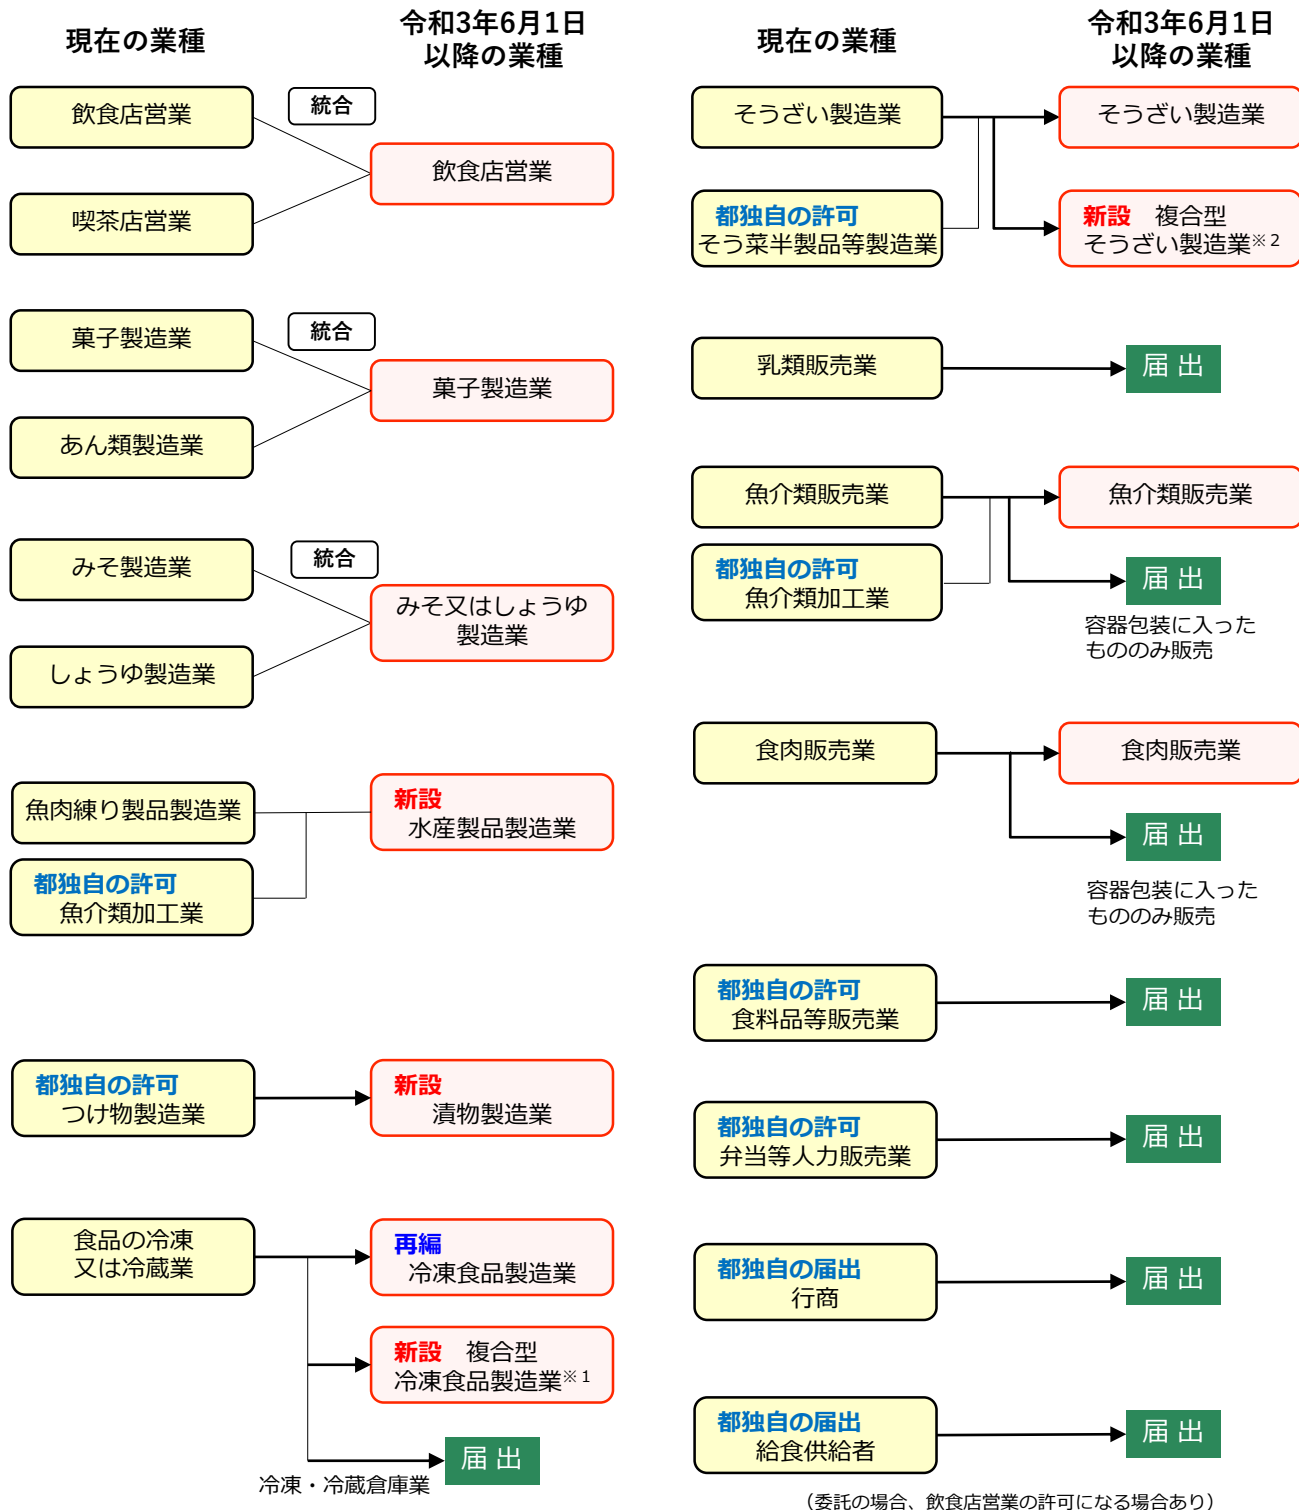 現在の業種
令和3年6月1日
以降の業種
飲食店営業
統合
喫茶店営業
飲食店営業
菓子製造業
統合
あん類製造業
菓子製造業
みそ製造業
統合
しょうゆ製造業
みそ又はしょうゆ
製造業
魚肉練り製品製造業
都独自の許可
魚介類加工業
新設
水産製品製造業
都独自の許可
つけ物製造業
新設
漬物製造業
食品の冷凍
又は冷蔵業
再編
冷凍食品製造業
新設 複合型
冷凍食品製造業※1
届出
冷凍・冷蔵倉庫業
現在の業種
令和3年6月1日
以降の業種
そうざい製造業
そうざい製造業
都独自の許可
そう菜半製品等製造業
新設 複合型
そうざい製造業※2
乳類販売業
届出
魚介類販売業
魚介類販売業
都独自の許可
魚介類加工業
届出
容器包装に入った
もののみ販売
食肉販売業
食肉販売業
届出
容器包装に入った
もののみ販売
都独自の許可
食料品等販売業
届出
都独自の許可
弁当等人力販売業
届出
都独自の届出
行商
届出
都独自の届出
給食供給者
届出
（委託の場合、飲食店営業の許可になる場合あり）